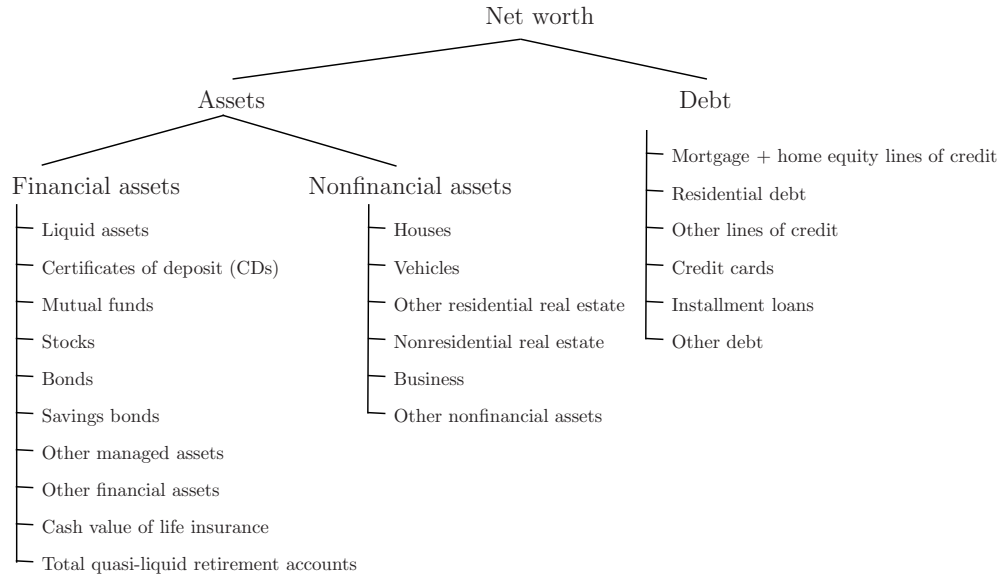 Net worth
Assets
Debt
Financial assets
Liquid assets
Certificates of deposit (CDs)
Mutual funds
Stocks
Bonds
Savings bonds
Other managed assets
Other financial assets
Cash value of life insurance
Total quasi-liquid retirement accounts
Nonfinancial assets
Houses
Vehicles
Other residential real estate
Nonresidential real estate
Business
Other nonfinancial assets
Mortgage + home equity lines of credit
Residential debt
Other lines of credit
Credit cards
Installment loans
Other debt